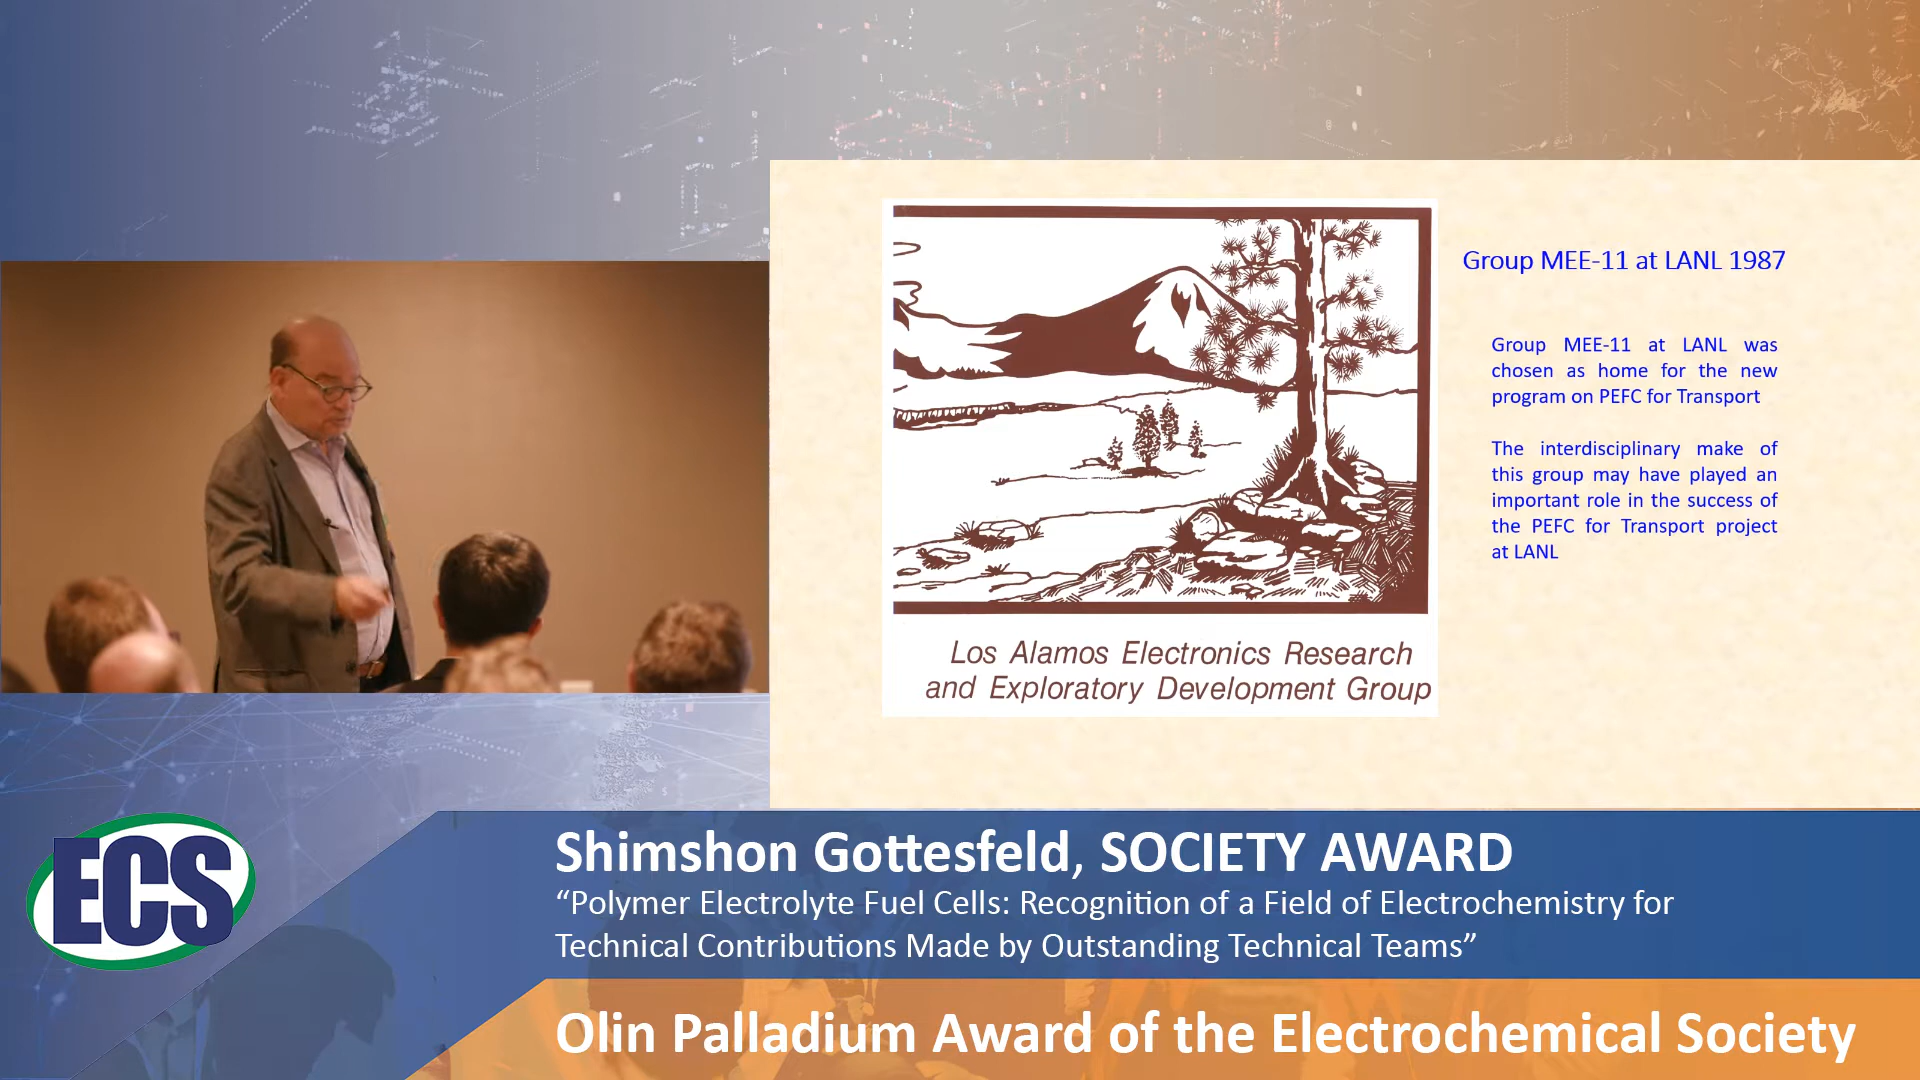 Group MEE-11 at LANL 1987
Group MEE-11 at LANL was
chosen as home for the new
program on PEFC for Transport
The interdisciplinary make of
this group may have played an
important role in the success of
the PEFC for Transport project
at LANL
Los Alamos Electronics Research
and Exploratory Development Group
ECS
Shimshon Gottesfeld, SOCIETY AWARD
“Polymer Electrolyte Fuel Cells: Recognition of a Field of Electrochemistry for
Technical Contributions Made by Outstanding Technical Teams”
Olin Palladium Award of the Electrochemical Society